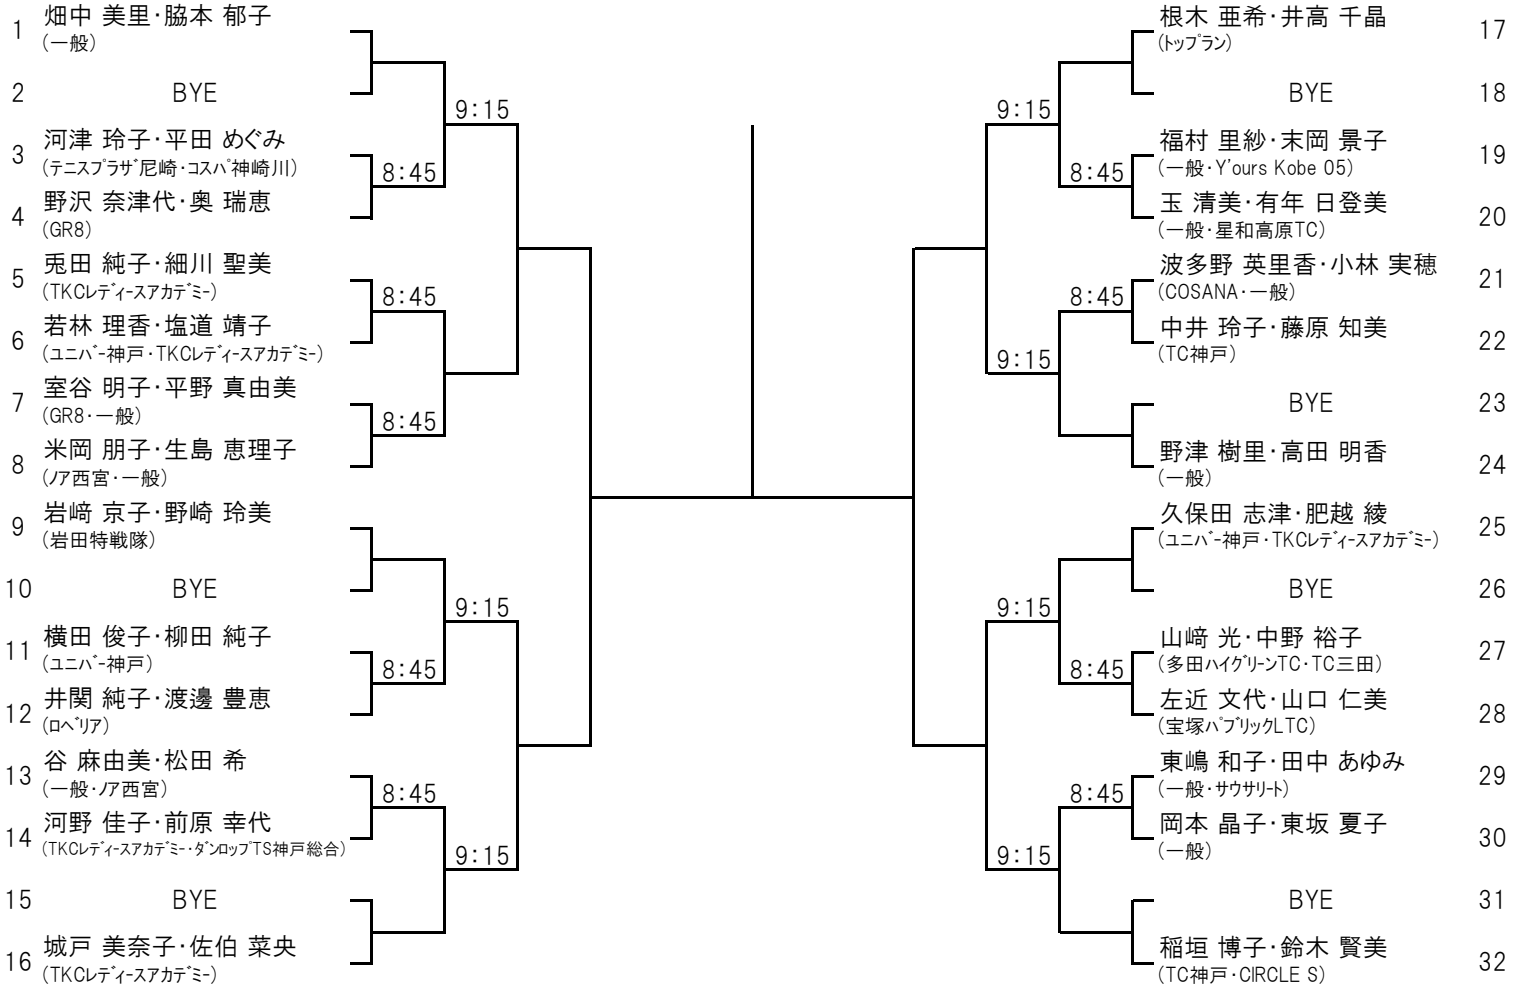 1 畑中 美里・脇本 郁子
(一般)
2 BYE
9:15
3 河津 玲子・平田 めぐみ
(テニスプラザ尼崎・コスパ神崎川)
8:45
4 野沢 奈津代・奥 瑞恵
(GR8)
5 兎田 純子・細川 聖美
(TKCレディースアカデミー)
8:45
6 若林 理香・塩道 靖子
(ユニバー神戸・TKCレディースアカデミー)
7 室谷 明子・平野 真由美
(GR8・一般)
8:45
8 米岡 朋子・生島 恵理子
(ノア西宮・一般)
9 岩﨑 京子・野崎 玲美
(岩田特戦隊)
10 BYE
9:15
11 横田 俊子・柳田 純子
(ユニバー神戸)
8:45
12 井関 純子・渡邊 豊恵
(ロベリア)
13 谷 麻由美・松田 希
(一般・ノア西宮)
8:45
14 河野 佳子・前原 幸代
(TKCレディースアカデミー・ダンロップTS神戸総合)
9:15
15 BYE
16 城戸 美奈子・佐伯 菜央
(TKCレディースアカデミー)
根木 亜希・井高 千晶 17
(トップラン)
BYE 18
9:15
福村 里紗・末岡 景子 19
(一般・Y'ours Kobe 05)
8:45
玉 清美・有年 日登美 20
(一般・星和高原TC)
波多野 英里香・小林 実穂 21
(COSANA・一般)
8:45
中井 玲子・藤原 知美 22
(TC神戸)
9:15
BYE 23
野津 樹里・高田 明香 24
(一般)
久保田 志津・肥越 綾 25
(ユニバー神戸・TKCレディースアカデミー)
BYE 26
9:15
山﨑 光・中野 裕子 27
(多田ハイグリーンTC・TC三田)
8:45
左近 文代・山口 仁美 28
(宝塚パブリックLTC)
東嶋 和子・田中 あゆみ 29
(一般・サウサリート)
8:45
岡本 晶子・東坂 夏子 30
(一般)
9:15
BYE 31
稲垣 博子・鈴木 賢美 32
(TC神戸・CIRCLE S)